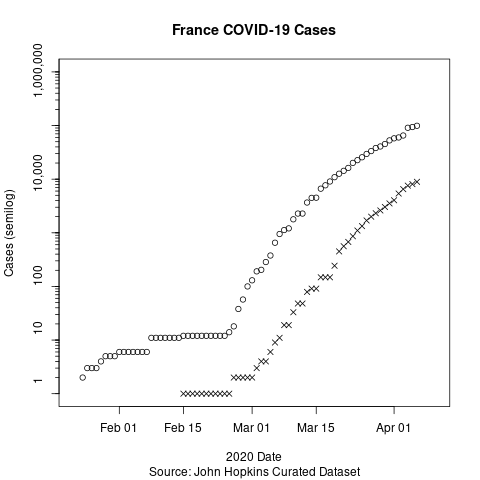 France COVID-19 Cases
1,000,000
10,000
100
10
1
Cases (semilog)
Feb 01 Feb 15 Mar 01 Mar 15 Apr 01
2020 Date
Source: John Hopkins Curated Dataset